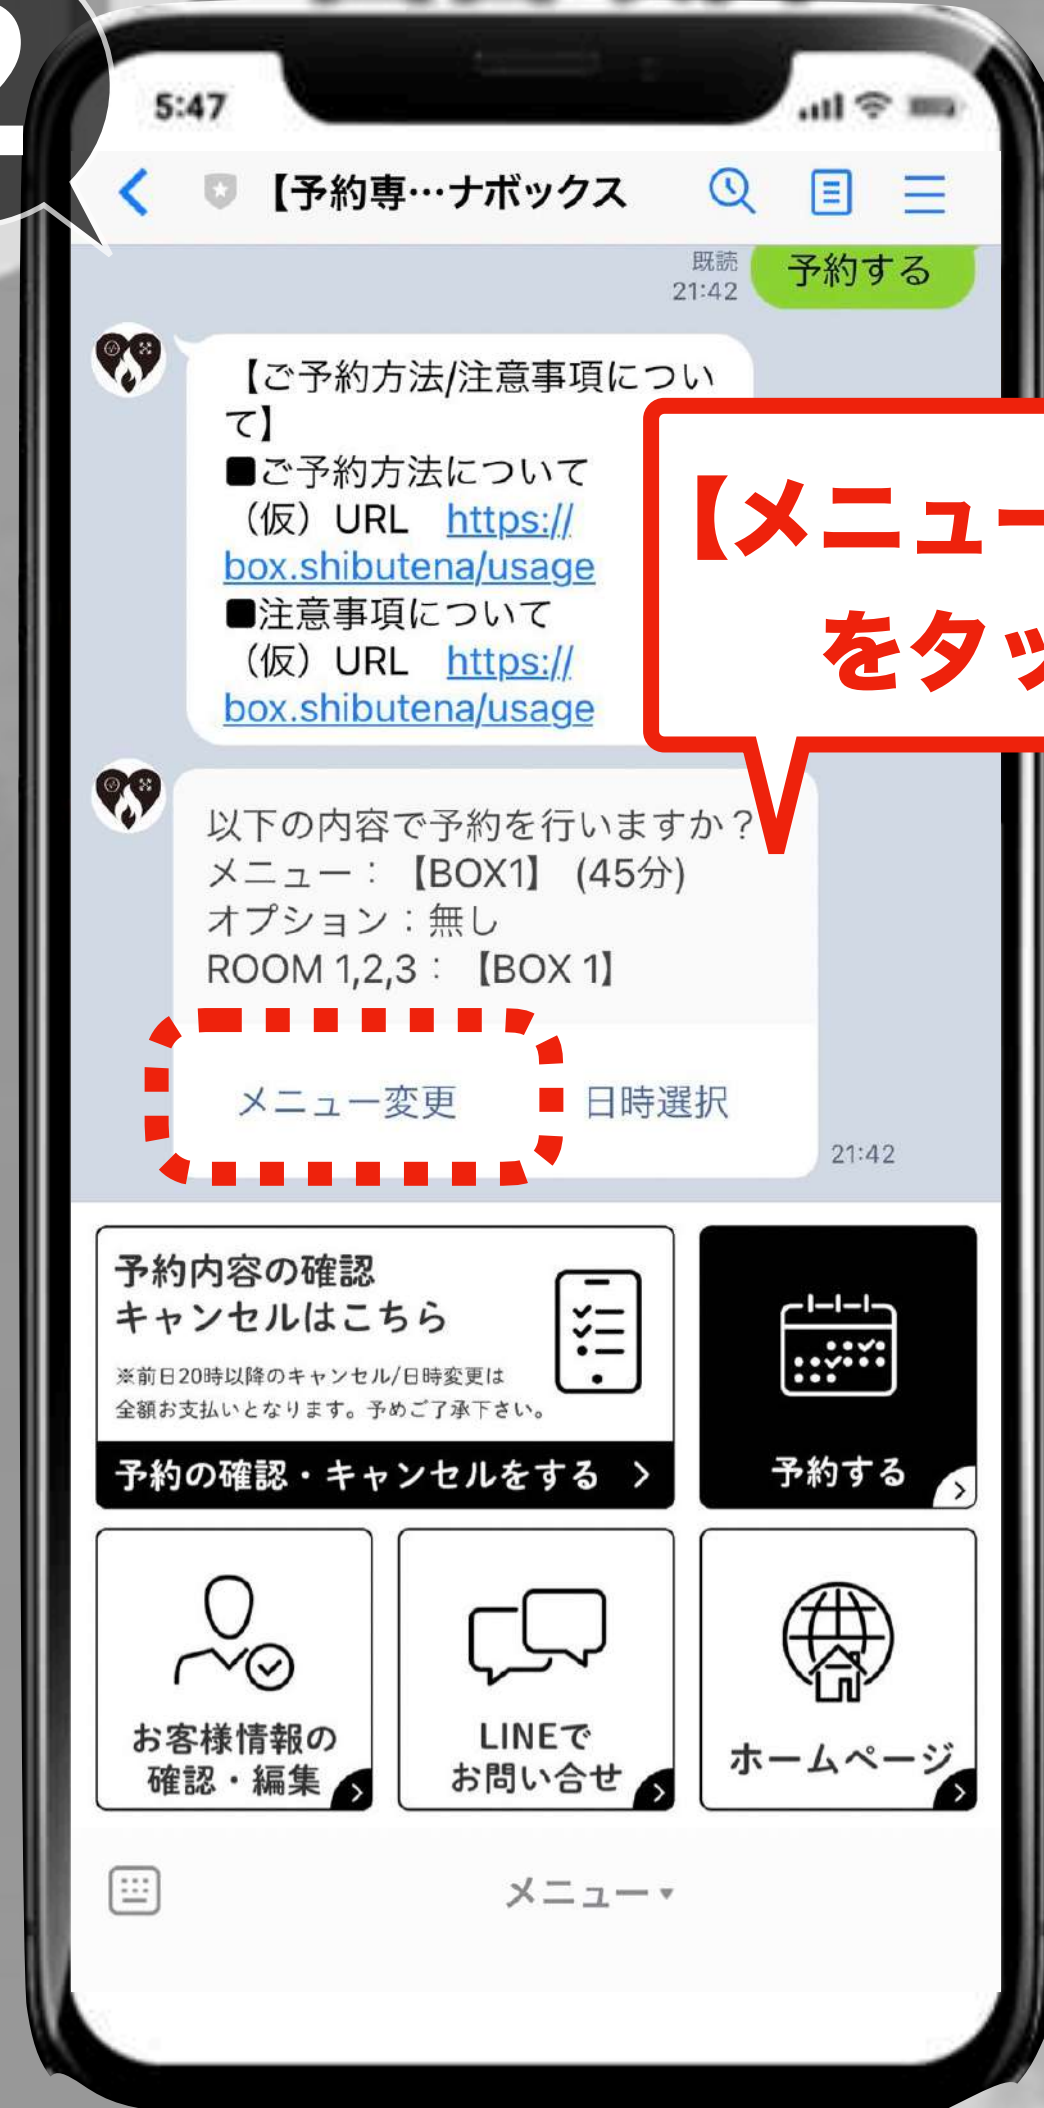 2
5:47
【予約専…ナボックス
既読
21:42
予約する
【ご予約方法/注意事項につい
て】
■ご予約方法について
（仮）URL https://
box.shibutena/usage
■注意事項について
（仮）URL https://
box.shibutena/usage
【メニュー
をタッ
以下の内容で予約を行いますか？
メニュー：【BOX1】 (45分)
オプション：無し
ROOM 1,2,3：【BOX 1】
メニュー変更
日時選択
21:42
予約内容の確認
キャンセルはこちら
※前日20時以降のキャンセル/日時変更は
全額お支払いとなります。予めご了承下さい。
予約の確認・キャンセルをする >
予約する
お客様情報の
確認・編集
LINEで
お問い合せ
ホームページ
メニュー▼